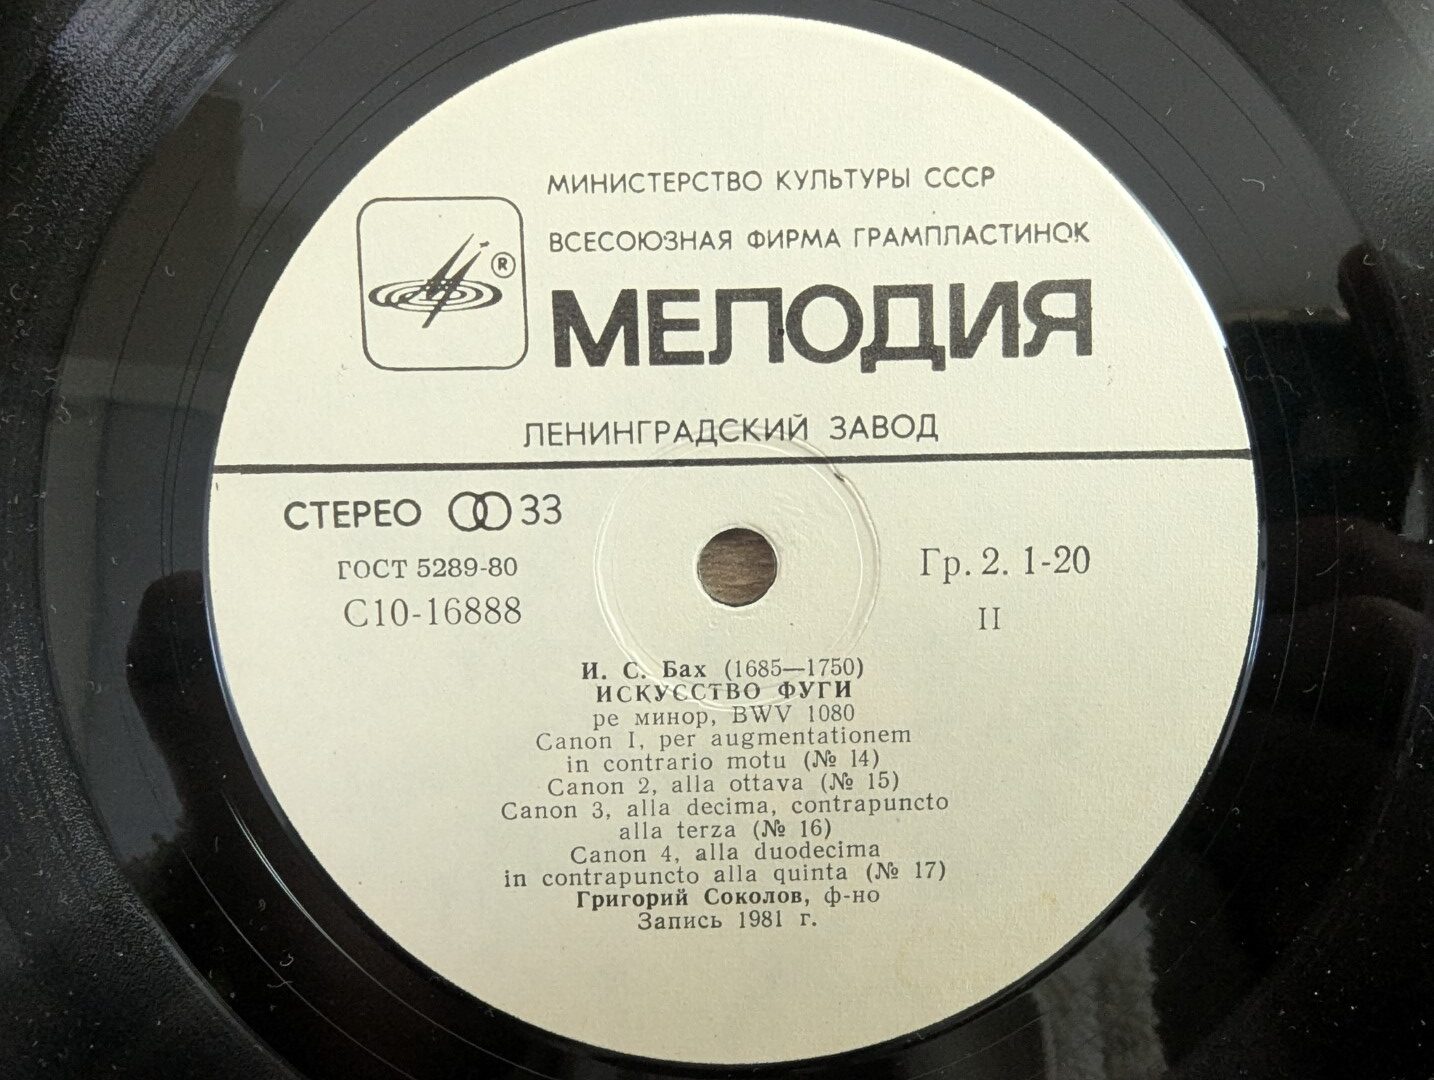 МИНИСТЕРСТВО КУЛЬТУРЫ СССР
ВСЕСОЮЗНАЯ ФИРМА ГРАМПЛАСТИНОК
®
МЕЛОДИЯ
ЛЕНИНГРАДСКИЙ ЗАВОД
СТЕРЕО 33
ГОСТ 5289-80
С10-16888
Гр. 2. 1-20
II
И. С. Бах (1685—1750)
ИСКУССТВО ФУГИ
ре минор, BWV 1080
Canon I, per augmentationem
in contrario motu (№ 14)
Canon 2, alla ottava (№ 15)
Canon 3, alla decima, contrapuncto
alla terza (№ 16)
Canon 4, alla duodecima
in contrapuncto alla quinta (№ 17)
Григорий Соколов, ф-но
Запись 1981 г.